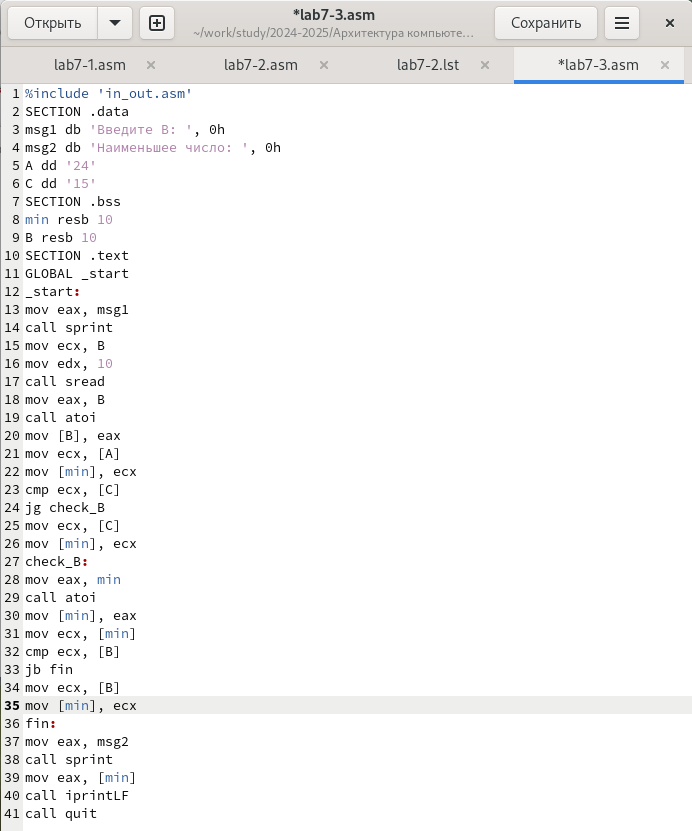 Открыть
*lab7-3.asm
~/work/study/2024-2025/Архитектура компьюте…
Сохранить
lab7-1.asm
lab7-2.asm
lab7-2.lst
*lab7-3.asm
1 %include 'in_out.asm'
2 SECTION .data
3 msg1 db 'Введите B: ', 0h
4 msg2 db 'Наименьшее число: ', 0h
5 A dd '24'
6 C dd '15'
7 SECTION .bss
8 min resb 10
9 B resb 10
10 SECTION .text
11 GLOBAL _start
12 _start:
13 mov eax, msg1
14 call sprint
15 mov ecx, B
16 mov edx, 10
17 call sread
18 mov eax, B
19 call atoi
20 mov [B], eax
21 mov ecx, [A]
22 mov [min], ecx
23 cmp ecx, [C]
24 jg check_B
25 mov ecx, [C]
26 mov [min], ecx
27 check_B:
28 mov eax, min
29 call atoi
30 mov [min], eax
31 mov ecx, [min]
32 cmp ecx, [B]
33 jb fin
34 mov ecx, [B]
35 mov [min], ecx
36 fin:
37 mov eax, msg2
38 call sprint
39 mov eax, [min]
40 call iprintLF
41 call quit